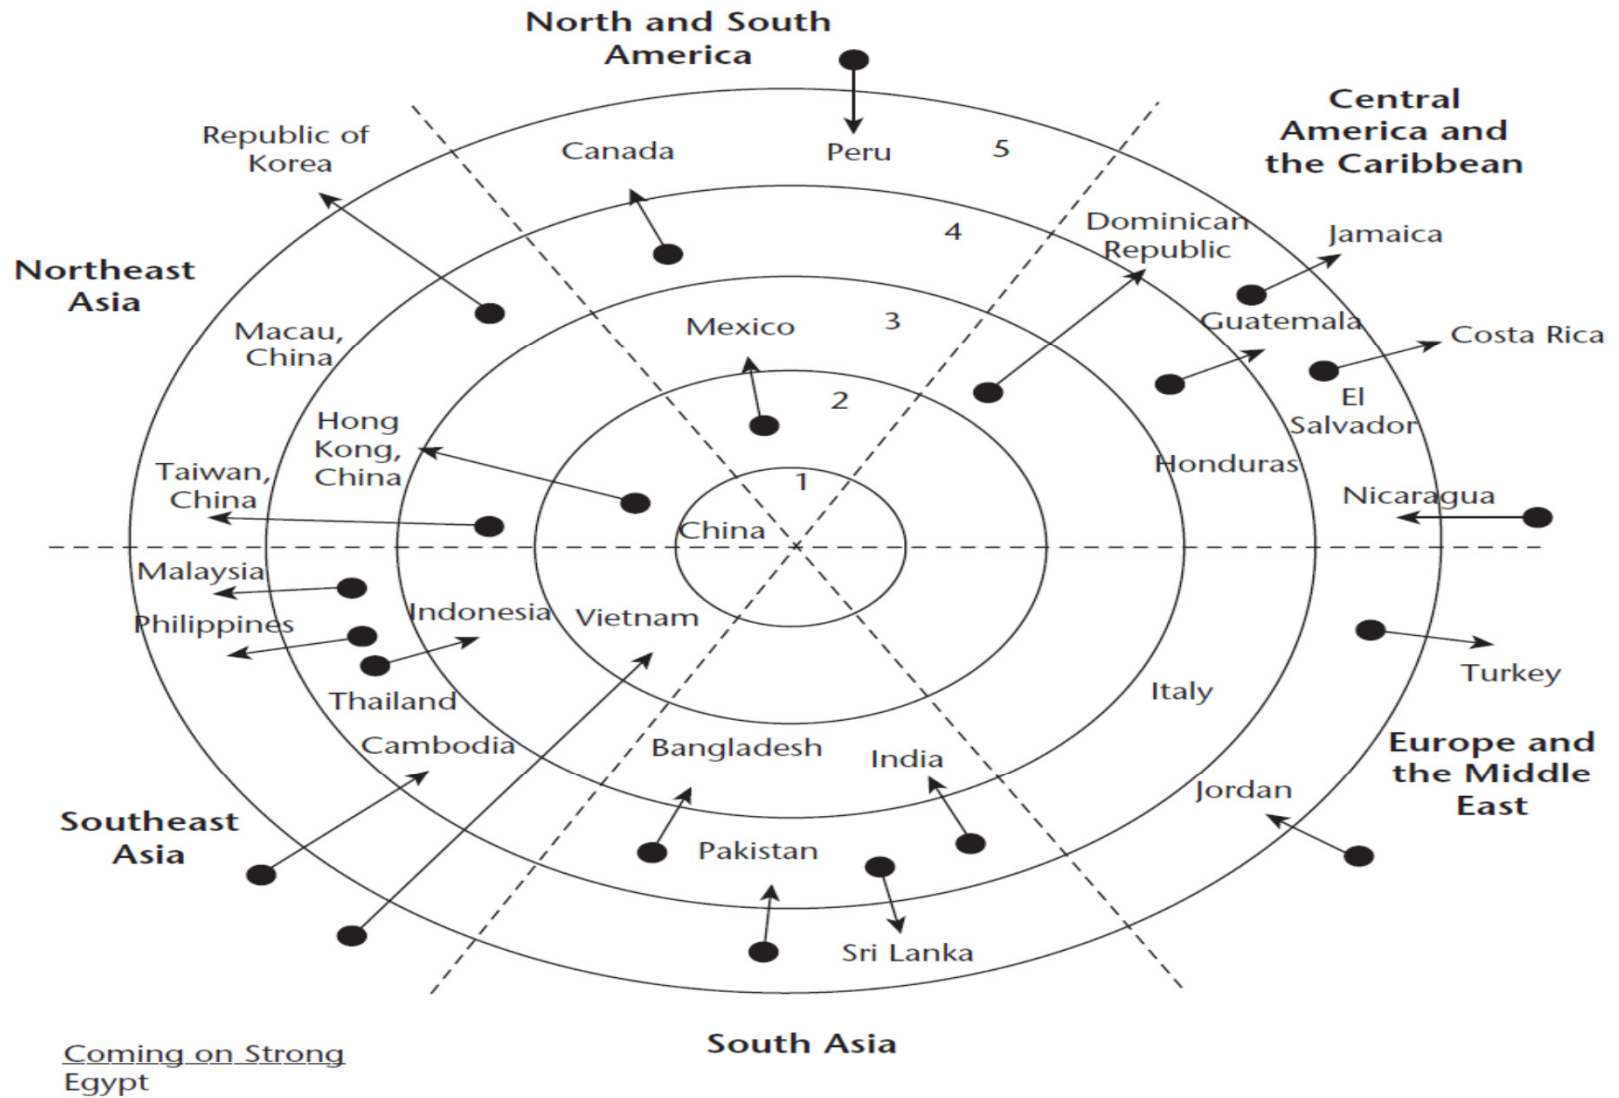 North and South
America
Central
America and
the Caribbean
Republic of
Korea
Canada
Peru
5
Dominican
Republic
4
Jamaica
Northeast
Asia
Macau,
China
Mexico
3
Guatemala
Costa Rica
2
El
Salvador
Hong
Kong,
China
Taiwan,
China
1
Honduras
Nicaragua
China
Malaysia
Philippines
Indonesia
Vietnam
Thailand
Italy
Turkey
Cambodia
Bangladesh
India
Europe and
the Middle
East
Jordan
Southeast
Asia
Pakistan
Sri Lanka
South Asia
Coming on Strong
Egypt